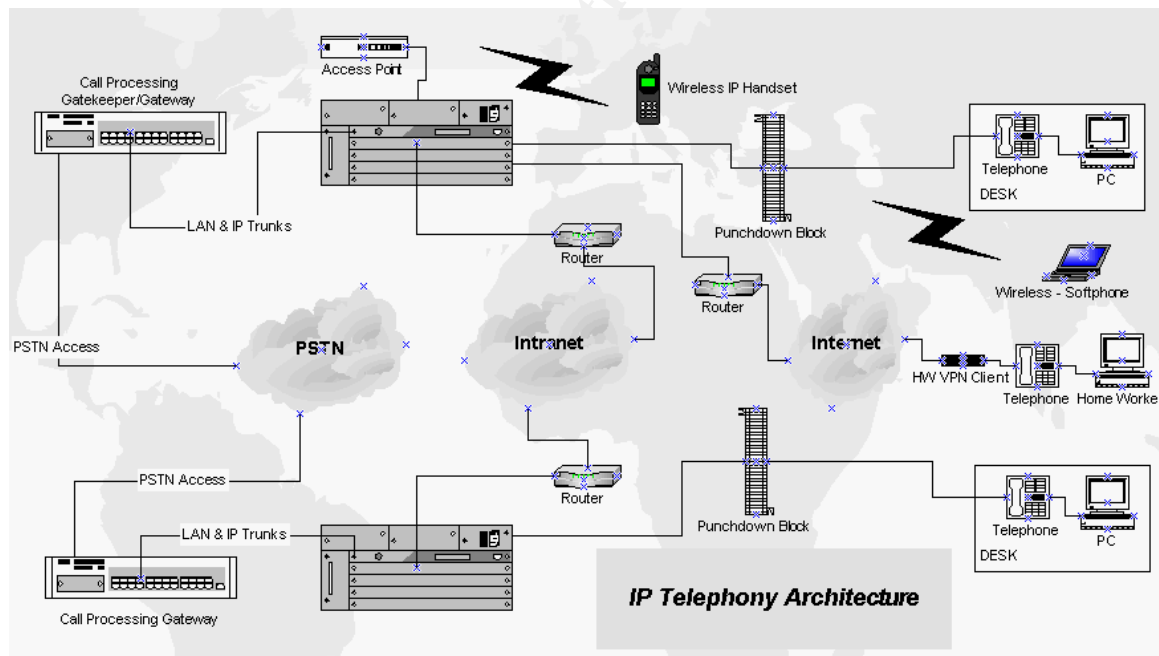 Access Point
Call Processing
Gatekeeper/Gateway
Wireless IP Handset
Telephone
PC
DESK
LAN & IP Trunks
Punchdown Block
Router
Router
Wireless - Softphone
PSTN
Intranet
Internet
PSTN Access
HW VPN Client
Telephone
Home Worke
PSTN Access
Router
Punchdown Block
Telephone
PC
DESK
LAN & IP Trunks
IP Telephony Architecture
Call Processing Gateway